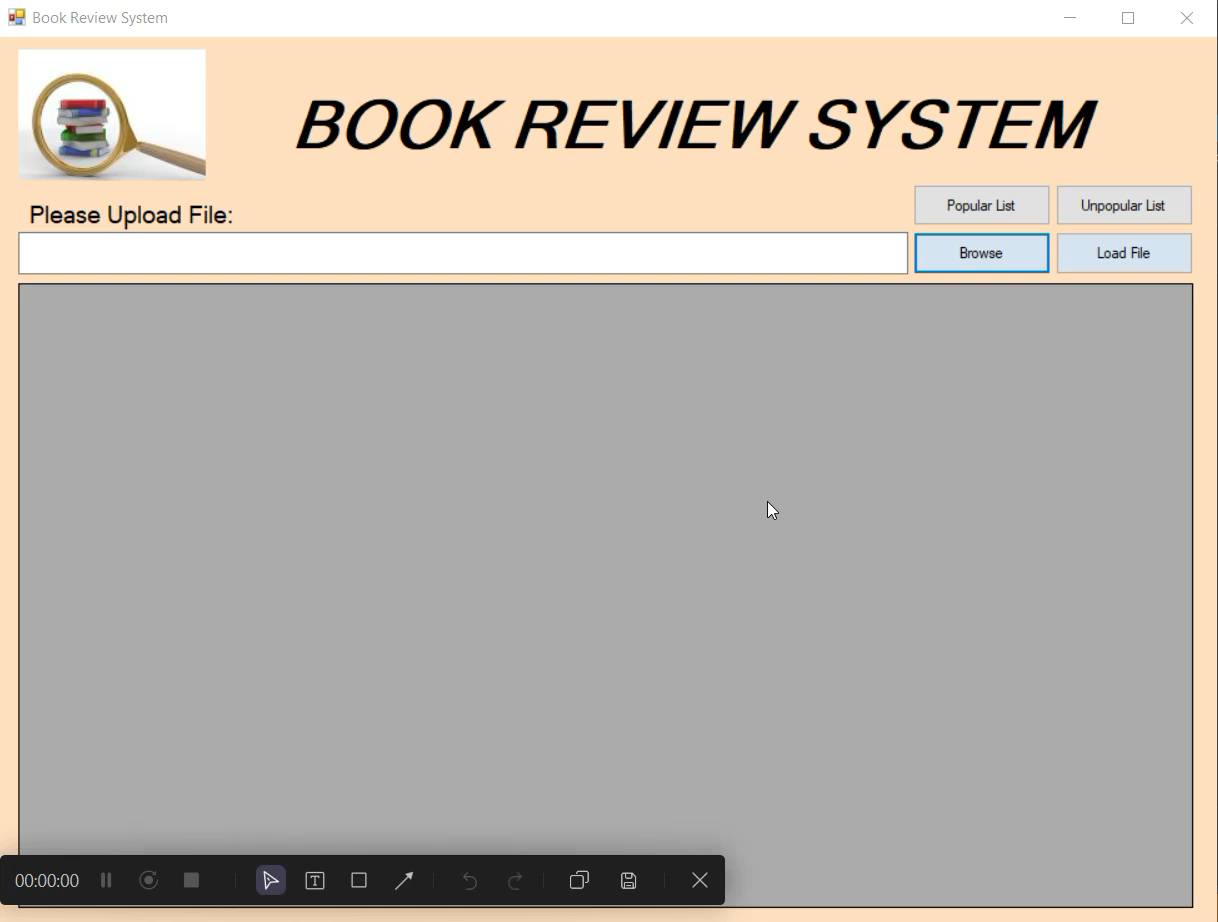 Book Review System
BOOK REVIEW SYSTEM
Popular List
Unpopular List
Please Upload File:
Browse
Load File
00:00:00
T